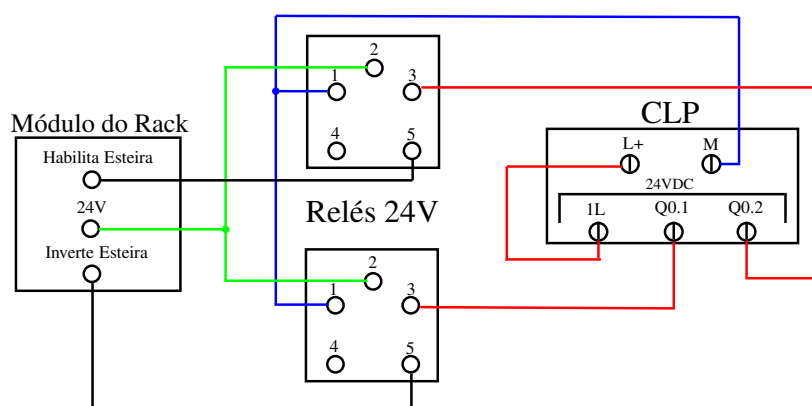 2
1
3
4
5
Módulo do Rack
Habilita Esteira
24V
Inverte Esteira
CLP
L+
M
24VDC
1L
Q0.1
Q0.2
Relés 24V
2
1
3
4
5